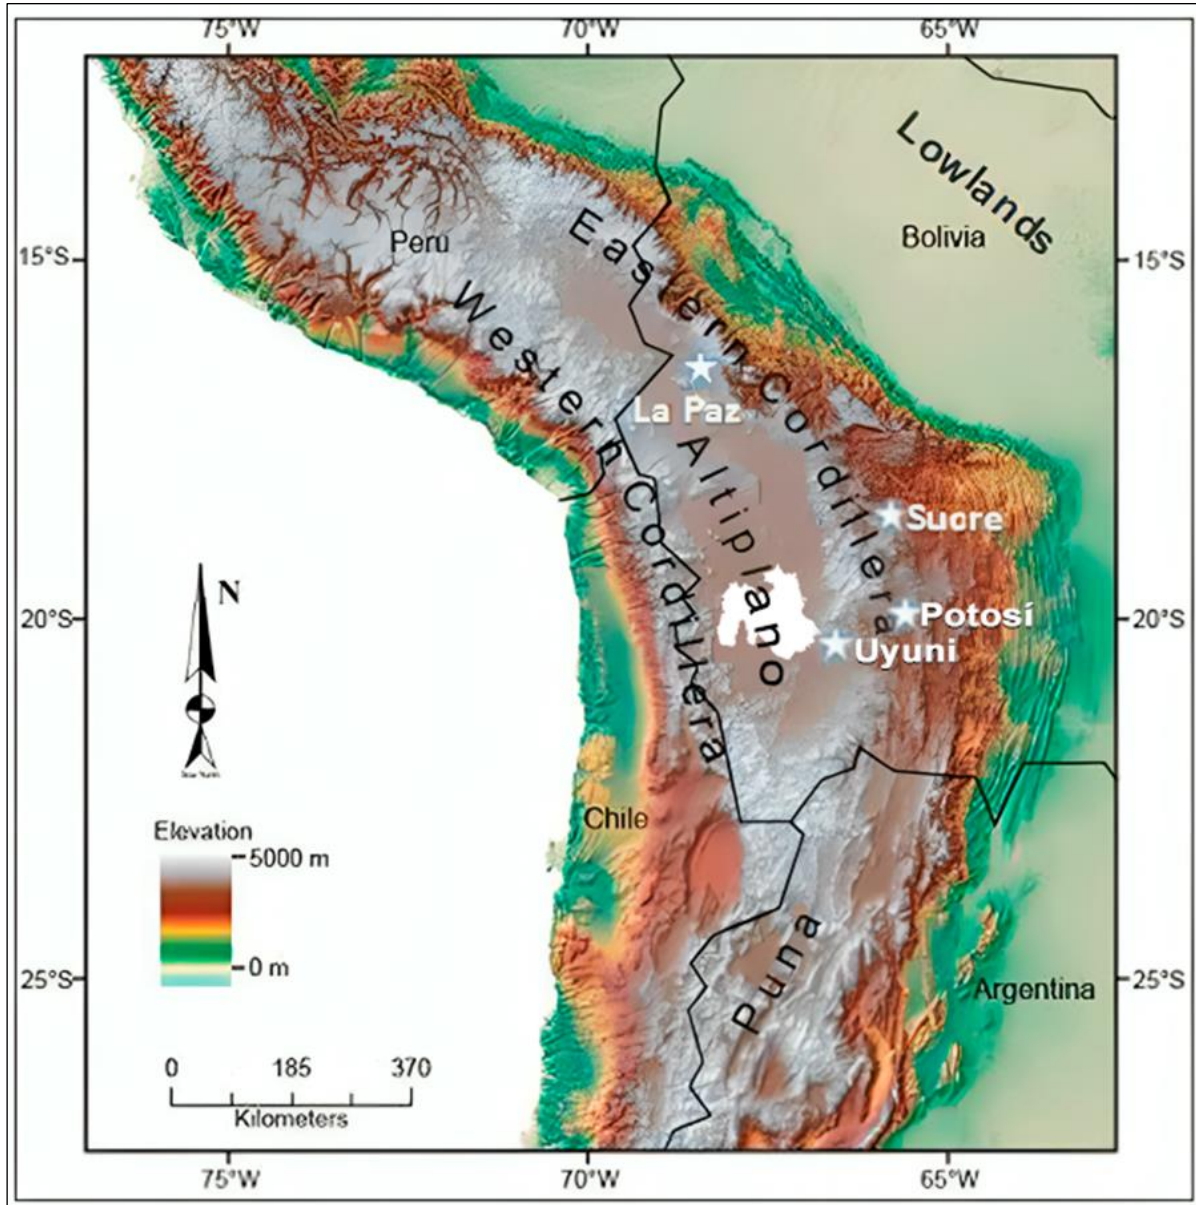 75°W 70°W 65°W
Lowlands
Bolivia
Peru
15°S 15°S
Eastern Cordillera
Western Cordillera
La Paz
Altiplano
Sucre
N
20°S 20°S
Potosí
Uyuni
Chile
Elevation
5000 m
0 m
Puna
25°S 25°S
Argentina
0 185 370
Kilometers
75°W 70°W 65°W